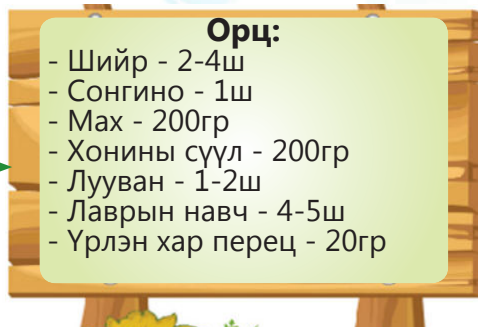 Орц:
- Шийр - 2-4ш
- Сонгино - 1ш
- Мах - 200гр
- Хонины сүүл - 200гр
- Лууван - 1-2ш
- Лаврын навч - 4-5ш
- Үрлэн хар перец - 20гр